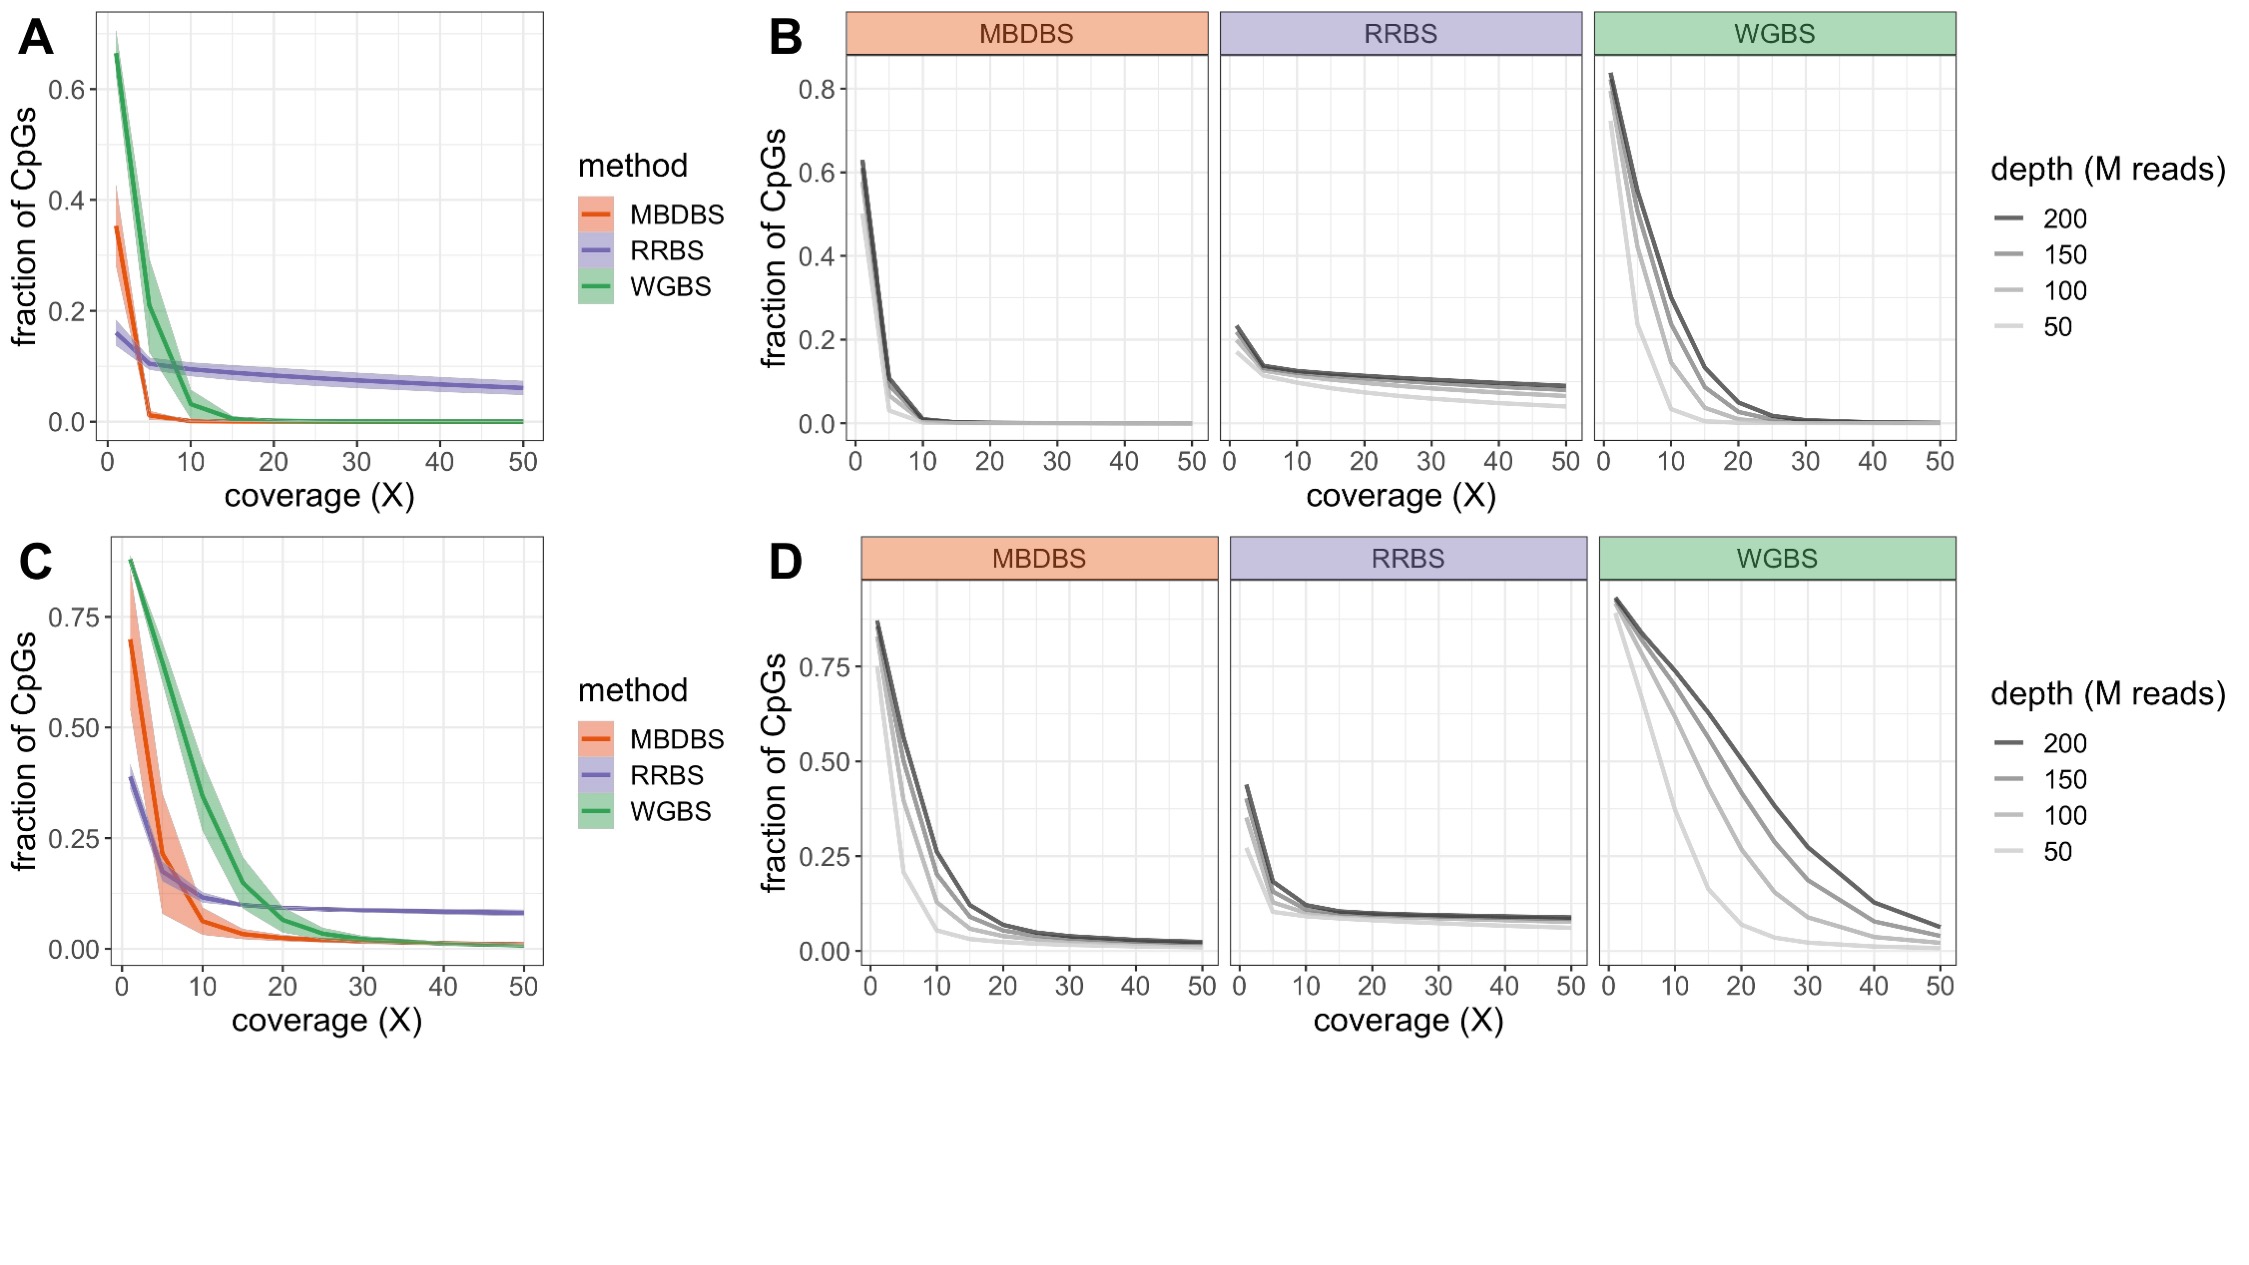 A
fraction of CpGs
0.6
0.4
0.2
0.0
0 10 20 30 40 50
coverage (X)
method
MBDBS
RRBS
WGBS
B
MBDBS RRBS WGBS
fraction of CpGs
0.8
0.6
0.4
0.2
0.0
0 10 20 30 40 50 0 10 20 30 40 50 0 10 20 30 40 50
coverage (X)
depth (M reads)
200
150
100
50
C
fraction of CpGs
0.75
0.50
0.25
0.00
0 10 20 30 40 50
coverage (X)
method
MBDBS
RRBS
WGBS
D
MBDBS RRBS WGBS
fraction of CpGs
0.75
0.50
0.25
0.00
0 10 20 30 40 50 0 10 20 30 40 50 0 10 20 30 40 50
coverage (X)
depth (M reads)
200
150
100
50